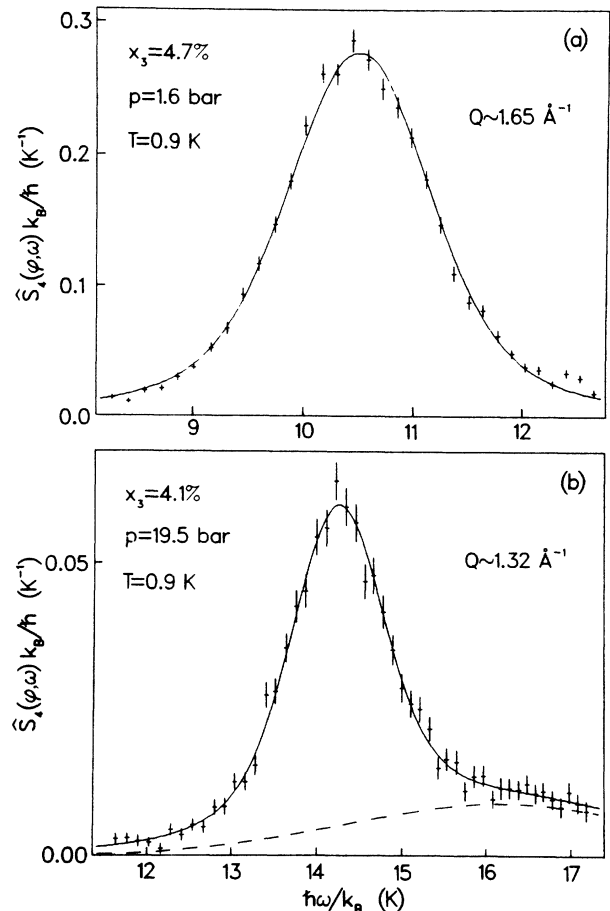 (a)
x₃=4.7%
p=1.6 bar
T=0.9 K
Q~1.65 Å⁻¹
Ŝ₄(φ,ω) k_B/ħ (K⁻¹)
0.3
0.2
0.1
0.0
9 10 11 12
(b)
x₃=4.1%
p=19.5 bar
T=0.9 K
Q~1.32 Å⁻¹
Ŝ₄(φ,ω) k_B/ħ (K⁻¹)
0.05
0.00
12 13 14 15 16 17
ħω/k_B (K)